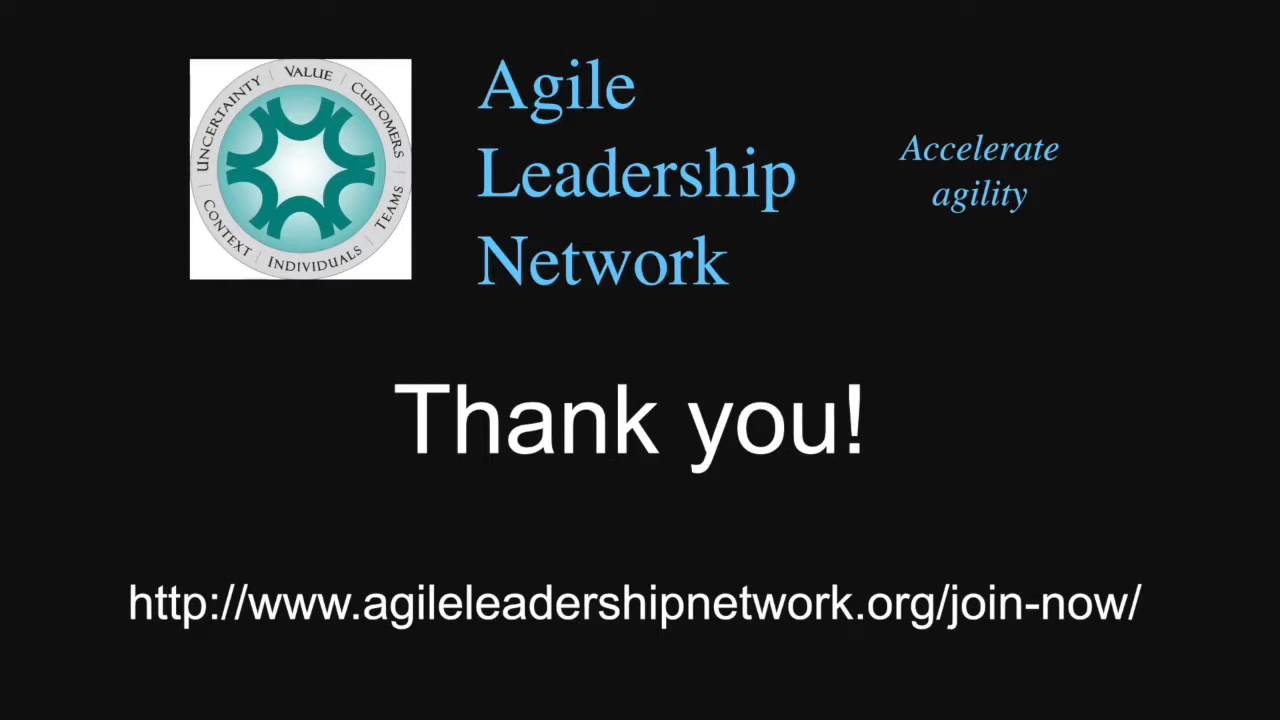 UNCERTAINTY | VALUE | CUSTOMERS | TEAMS | INDIVIDUALS | CONTEXT |
Agile
Leadership
Network
Accelerate
agility
Thank you!
http://www.agileleadershipnetwork.org/join-now/